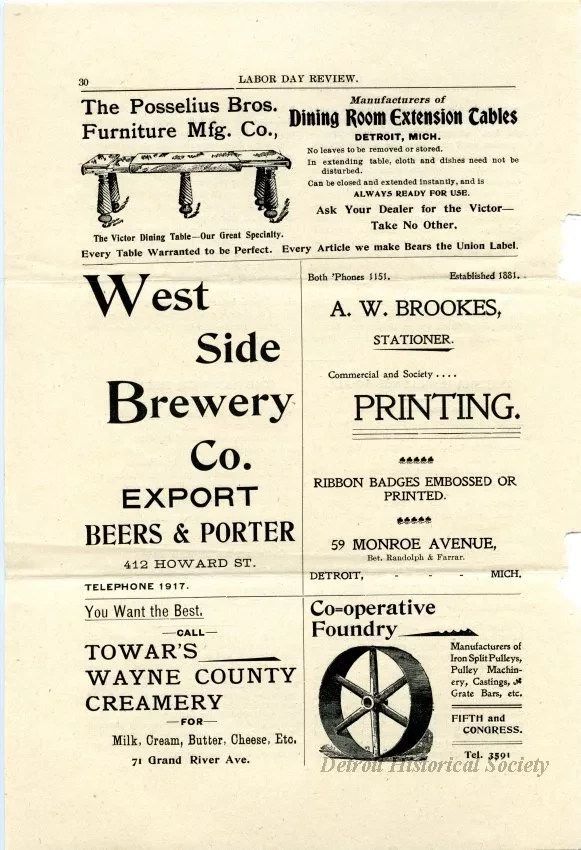 30
LABOR DAY REVIEW.
The Posselius Bros.
Furniture Mfg. Co.,
Manufacturers of
Dining Room Extension Tables
DETROIT, MICH.
No leaves to be removed or stored.
In extending table, cloth and dishes need not be
disturbed.
Can be closed and extended instantly, and is
ALWAYS READY FOR USE.
Ask Your Dealer for the Victor—
Take No Other.
The Victor Dining Table—Our Great Specialty.
Every Table Warranted to be Perfect. Every Article we make Bears the Union Label.
West
Side
Brewery
Co.
EXPORT
BEERS & PORTER
412 HOWARD ST.
TELEPHONE 1917.
Both 'Phones 1151. Established 1881.
A. W. BROOKES,
STATIONER.
Commercial and Society . . . .
PRINTING.
RIBBON BADGES EMBOSSED OR
PRINTED.
59 MONROE AVENUE,
Bet. Randolph & Farrar.
DETROIT, - - - MICH.
You Want the Best.
—CALL—
TOWAR'S
WAYNE COUNTY
CREAMERY
—FOR—
Milk, Cream, Butter, Cheese, Etc.
71 Grand River Ave.
Co=operative
Foundry
Manufacturers of
Iron Split Pulleys,
Pulley Machin-
ery, Castings,
Grate Bars, etc.
FIFTH and
CONGRESS.
Tel. 3591
Detroit Historical Society